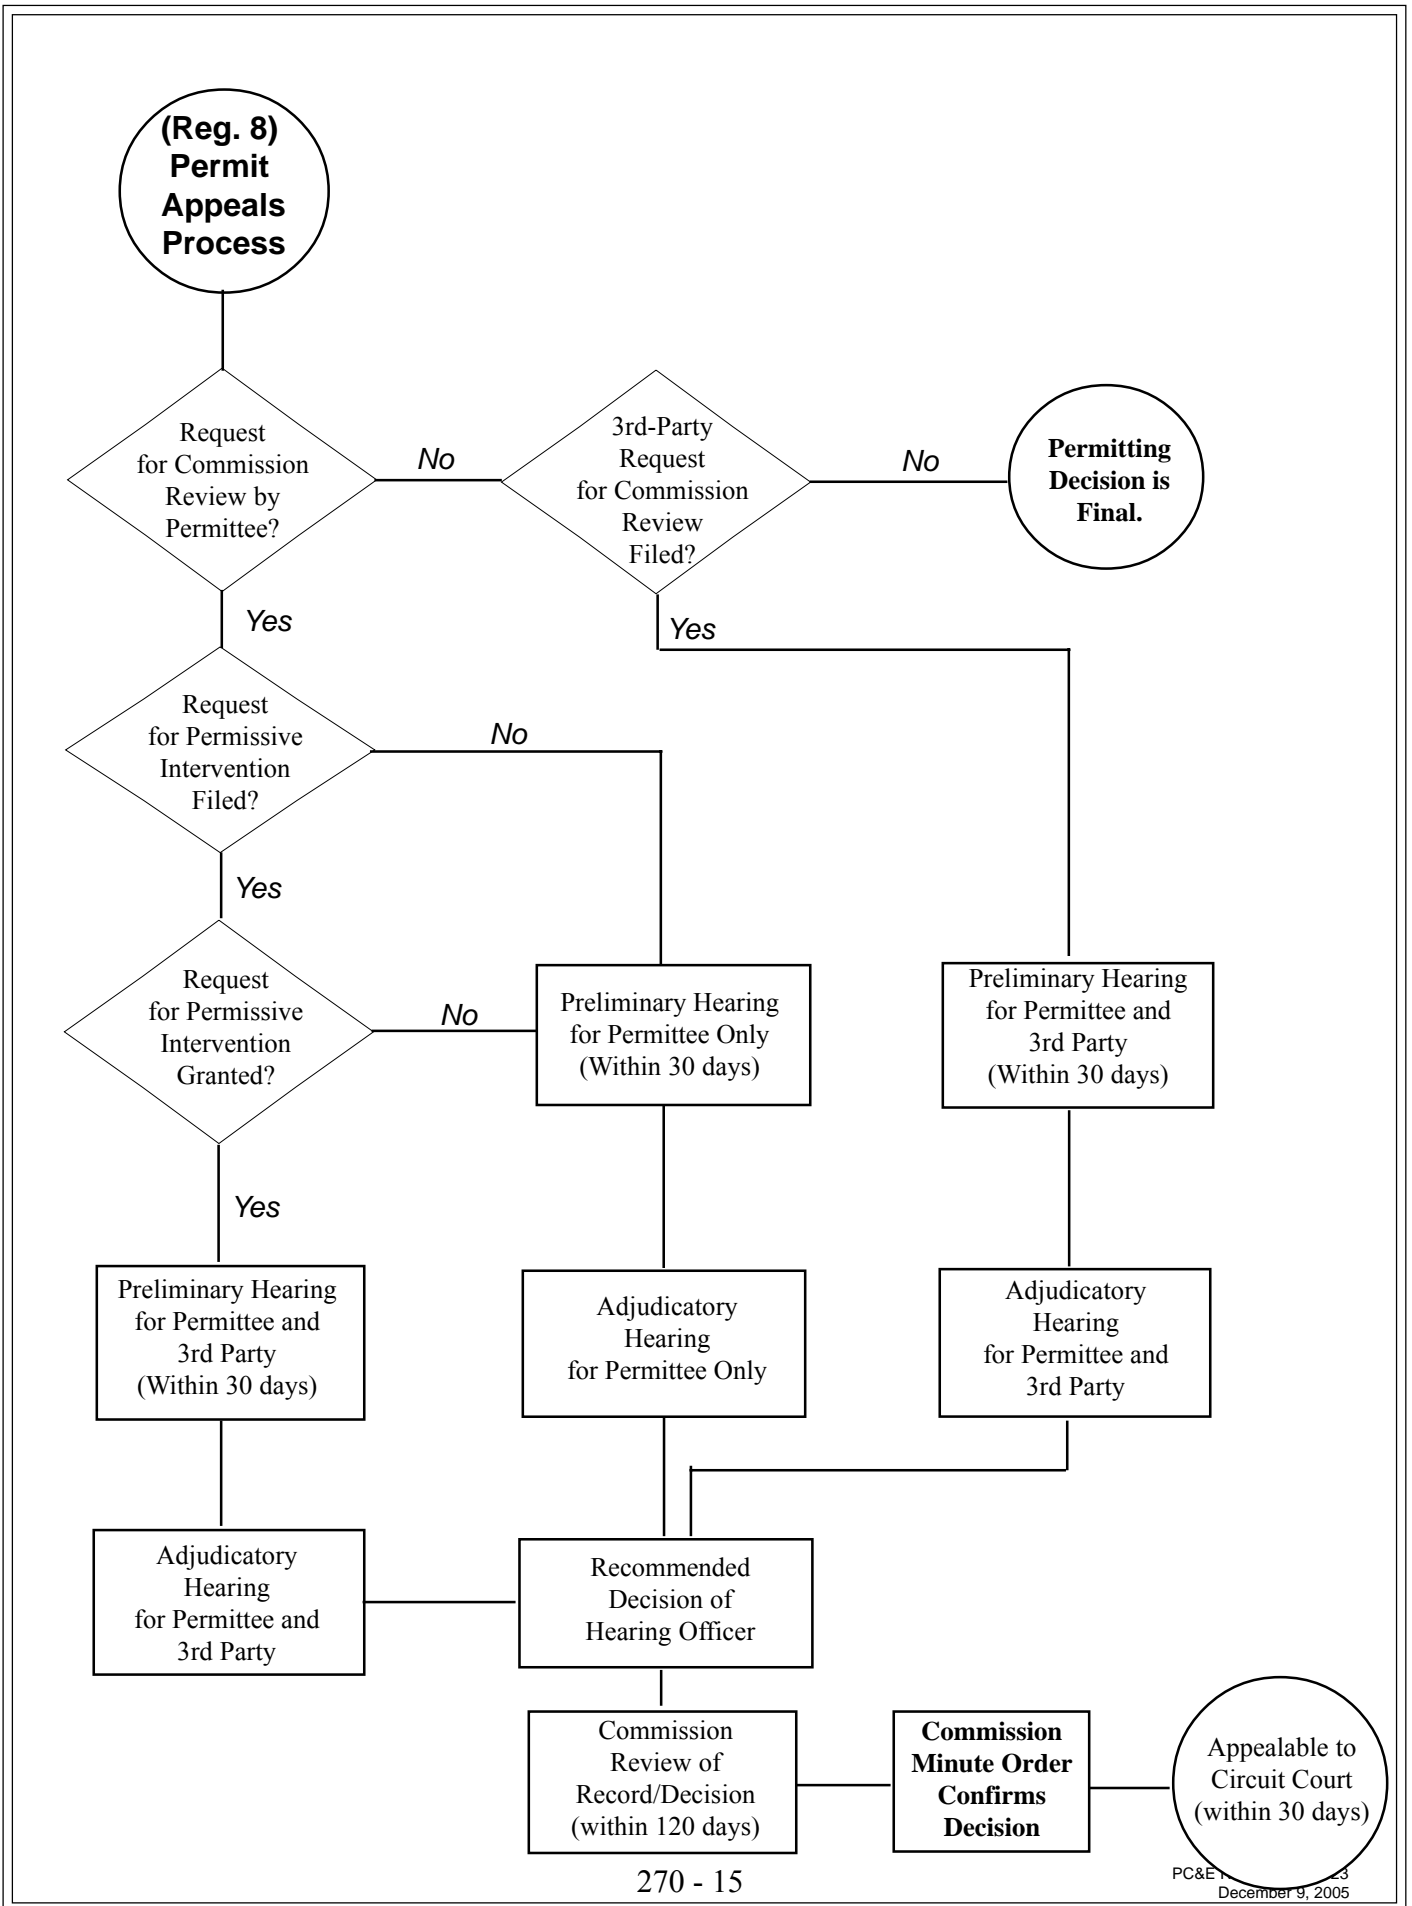 (Reg. 8)
Permit
Appeals
Process
Request
for Commission
Review by
Permittee?
No
3rd-Party
Request
for Commission
Review
Filed?
No
Permitting
Decision is
Final.
Yes
Yes
Request
for Permissive
Intervention
Filed?
No
Yes
Request
for Permissive
Intervention
Granted?
No
Preliminary Hearing
for Permittee Only
(Within 30 days)
Preliminary Hearing
for Permittee and
3rd Party
(Within 30 days)
Yes
Preliminary Hearing
for Permittee and
3rd Party
(Within 30 days)
Adjudicatory
Hearing
for Permittee Only
Adjudicatory
Hearing
for Permittee and
3rd Party
Adjudicatory
Hearing
for Permittee and
3rd Party
Recommended
Decision of
Hearing Officer
Commission
Review of
Record/Decision
(within 120 days)
Commission
Minute Order
Confirms
Decision
Appealable to
Circuit Court
(within 30 days)
270 - 15
PC&E 23
December 9, 2005